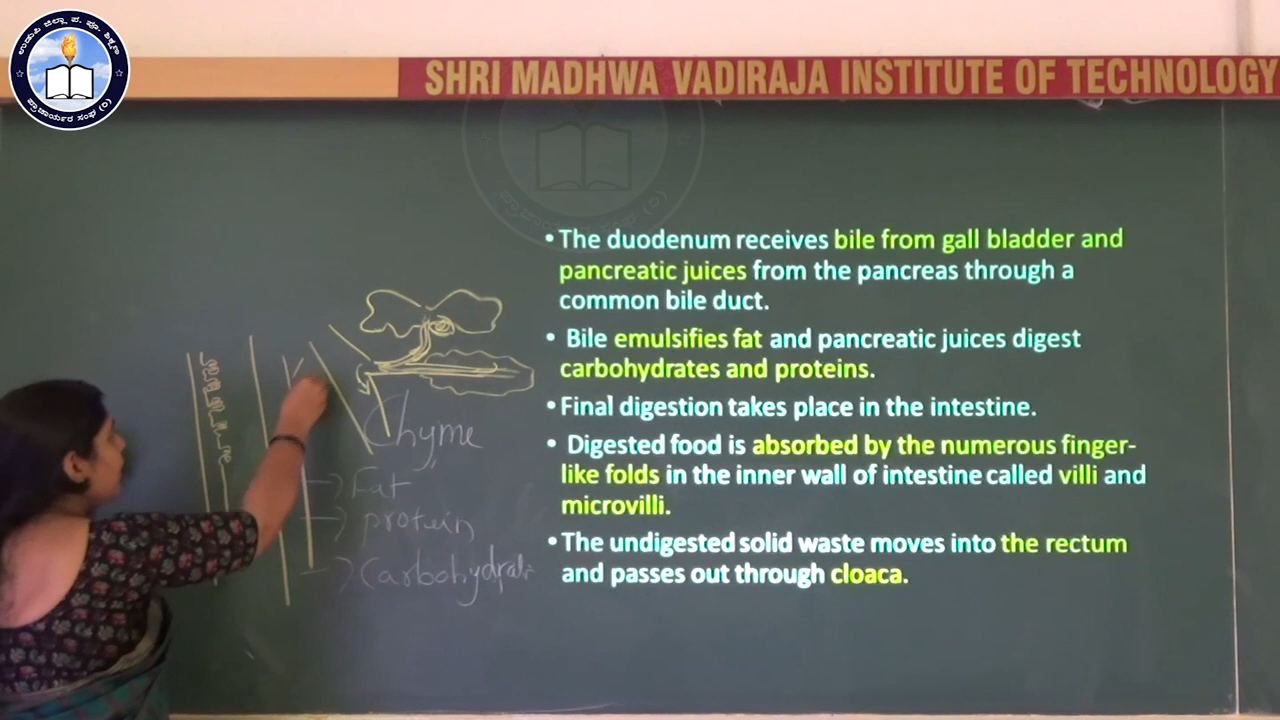 ಉಡುಪಿ ಜಿಲ್ಲಾ ಪ. ಪೂ. ಶಿಕ್ಷಣ
ಪ್ರಾಚಾರ್ಯರ ಸಂಘ (ರಿ)
SHRI MADHWA VADIRAJA INSTITUTE OF TECHNOLOGY
• The duodenum receives bile from gall bladder and
pancreatic juices from the pancreas through a
common bile duct.
• Bile emulsifies fat and pancreatic juices digest
carbohydrates and proteins.
• Final digestion takes place in the intestine.
• Digested food is absorbed by the numerous finger-
like folds in the inner wall of intestine called villi and
microvilli.
• The undigested solid waste moves into the rectum
and passes out through cloaca.
Chyme
Fat
protein